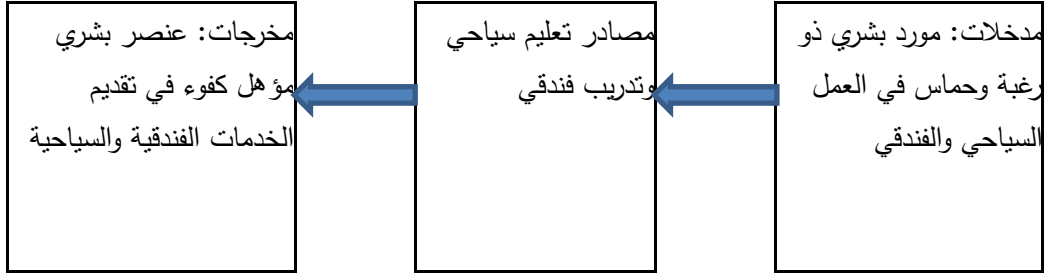 مدخلات: مورد بشري ذو
رغبة وحماس في العمل
السياحي والفندقي
مصادر تعليم سياحي
وتدريب فندقي
مخرجات: عنصر بشري
مؤهل كفوء في تقديم
الخدمات الفندقية والسياحية